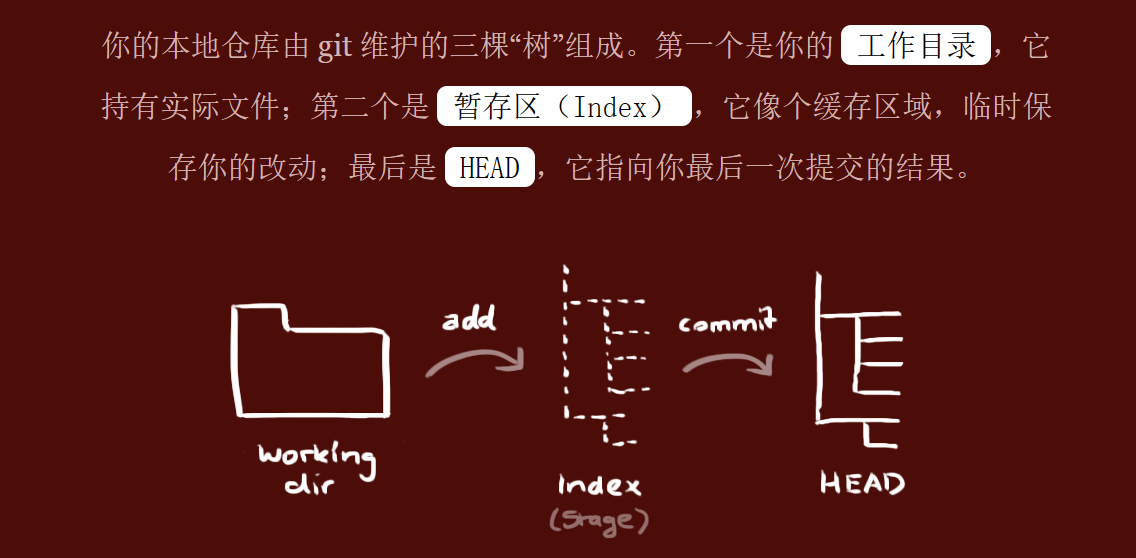 你的本地仓库由 git 维护的三棵“树”组成。第一个是你的 工作目录，它
持有实际文件；第二个是 暂存区（Index），它像个缓存区域，临时保
存你的改动；最后是 HEAD，它指向你最后一次提交的结果。
add
commit
working
dir
Index
(Stage)
HEAD